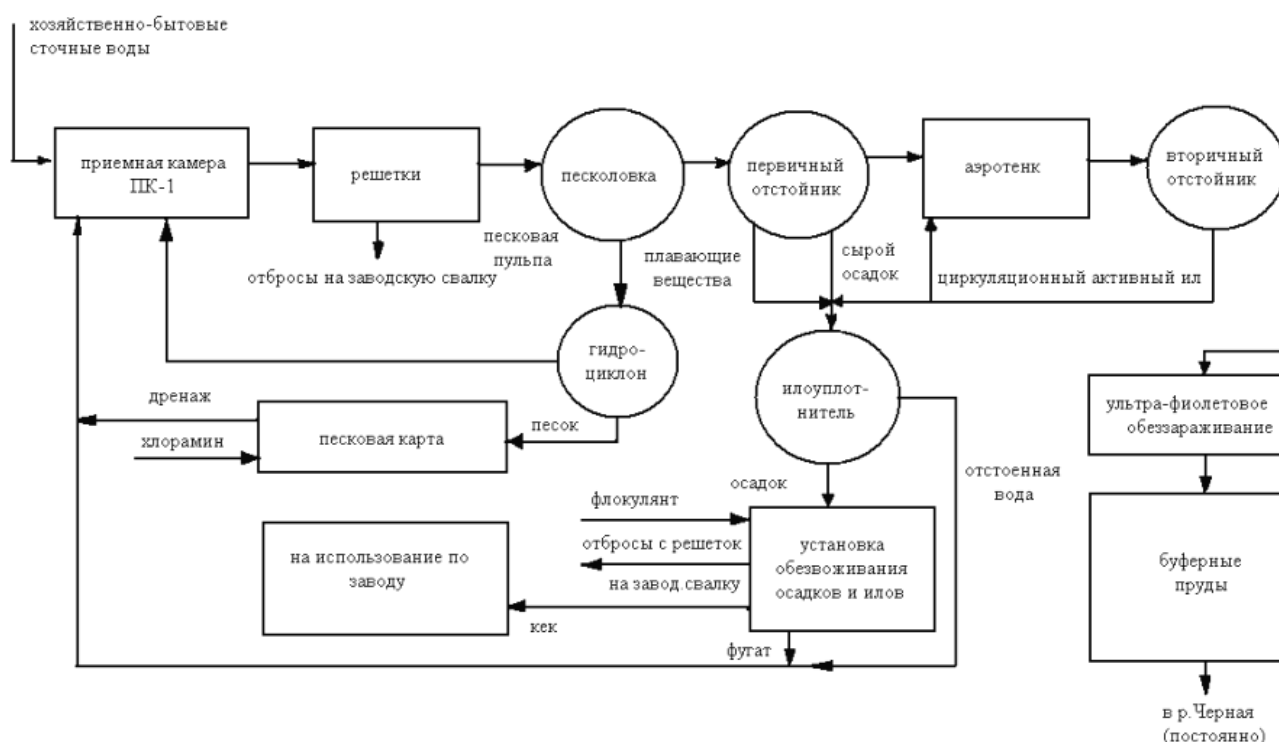 хозяйственно-бытовые
сточные воды
приемная камера
ПК-1
решетки
песколовка
первичный
отстойник
аэротенк
вторичный
отстойник
отбросы на заводскую свалку
песковая
пульпа
плавающие
вещества
сырой
осадок
циркуляционный активный ил
гидро-
циклон
илоуплот-
нитель
ультра-фиолетовое
обеззараживание
дренаж
хлорамин
песковая карта
песок
отстоенная
вода
осадок
флокулянт
отбросы с решеток
на завод.свалку
кек
на использование по
заводу
установка
обезвоживания
осадков и илов
буферные
пруды
фугат
в р.Черная
(постоянно)